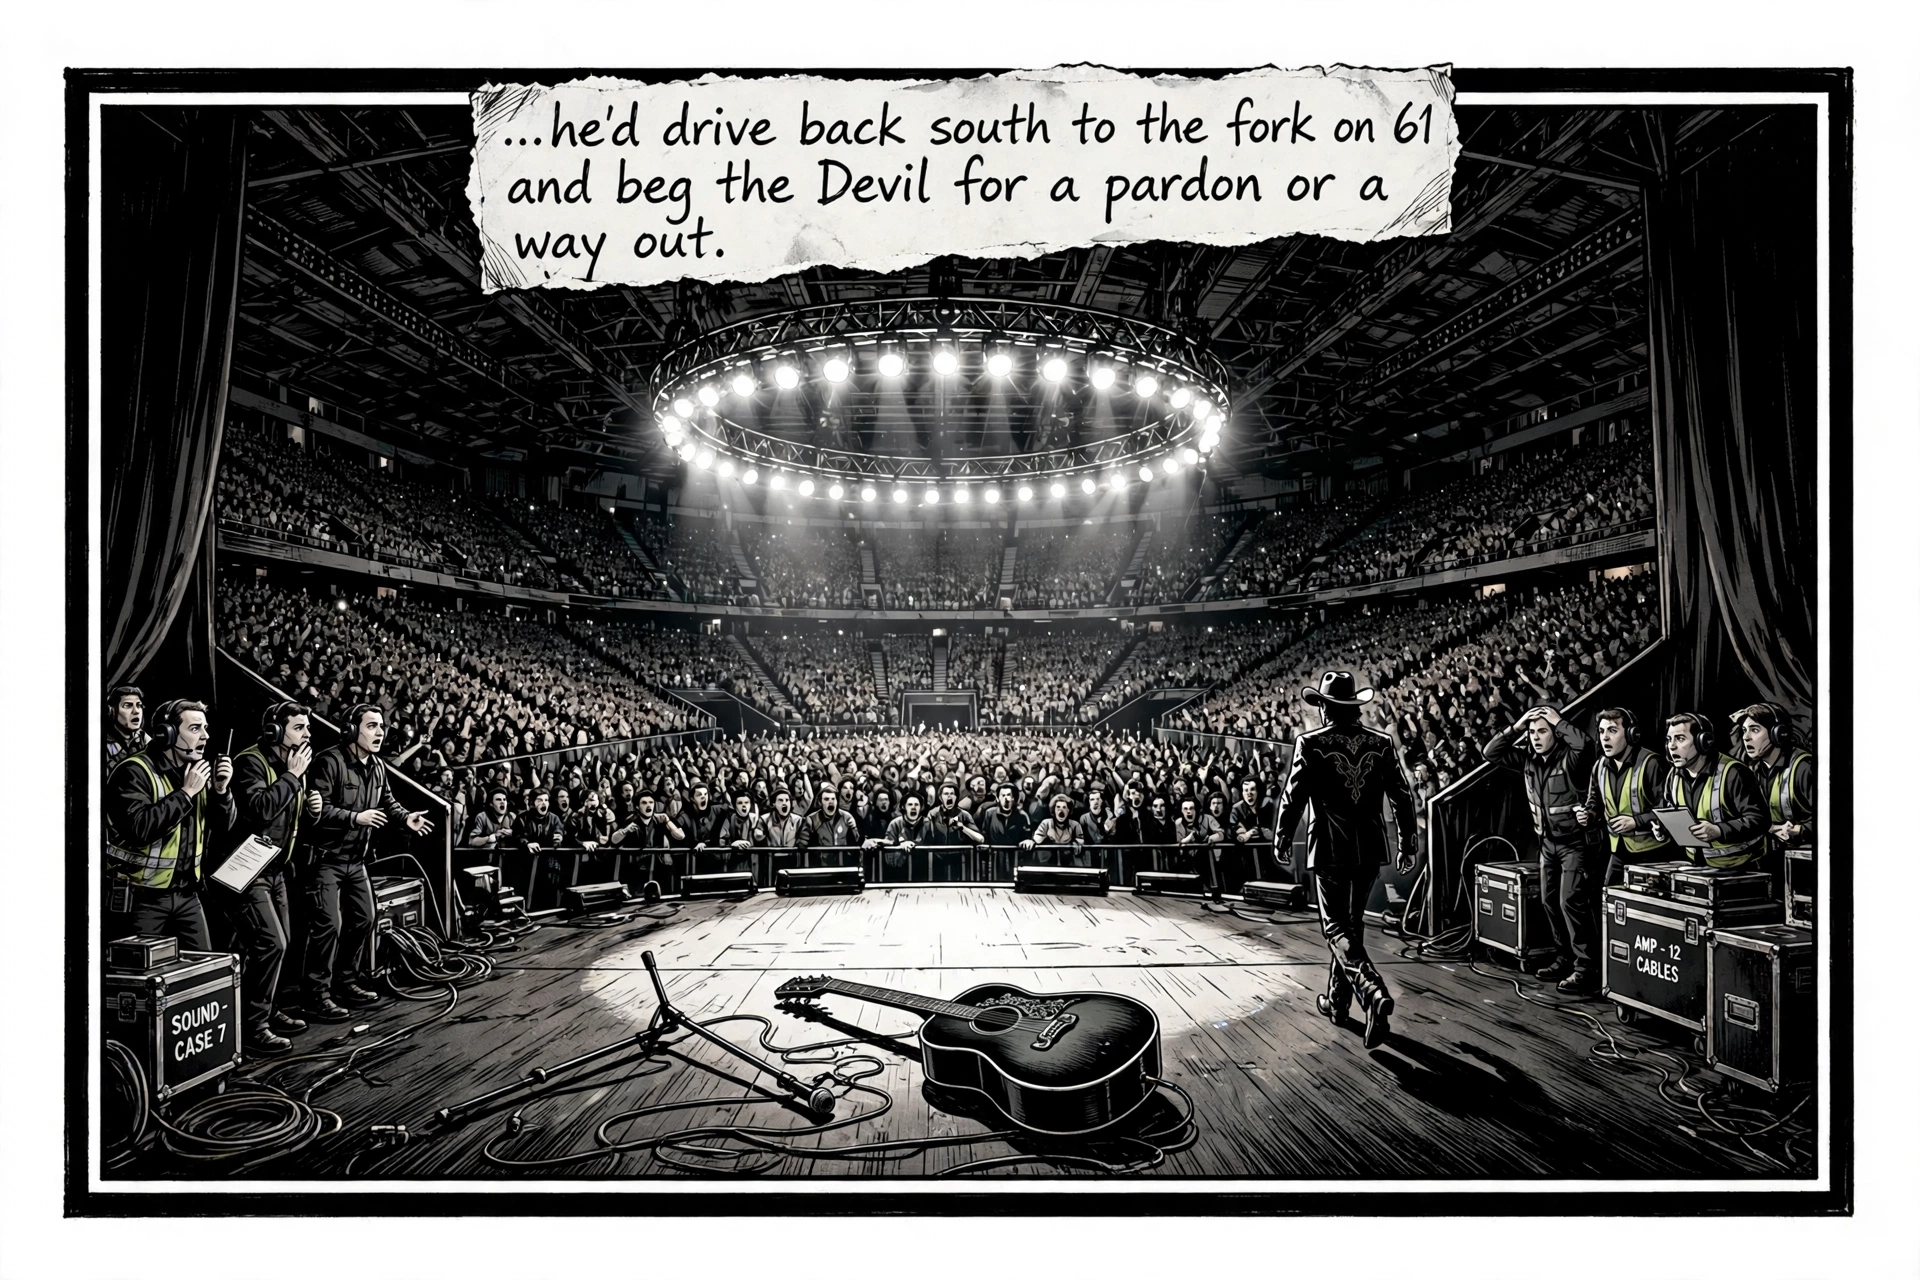 ...he'd drive back south to the fork on 61
and beg the Devil for a pardon or a
way out.
SOUND-
CASE 7
AMP - 12
CABLES